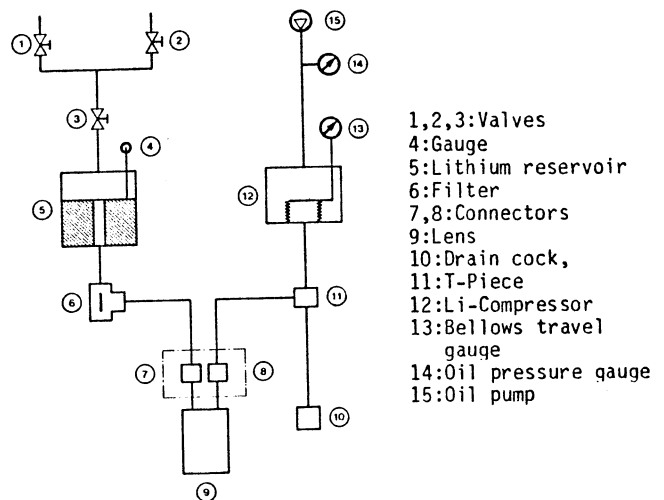 1
2
3
4
5
6
7
8
9
10
11
12
13
14
15
1,2,3:Valves
4:Gauge
5:Lithium reservoir
6:Filter
7,8:Connectors
9:Lens
10:Drain cock,
11:T-Piece
12:Li-Compressor
13:Bellows travel
gauge
14:Oil pressure gauge
15:Oil pump